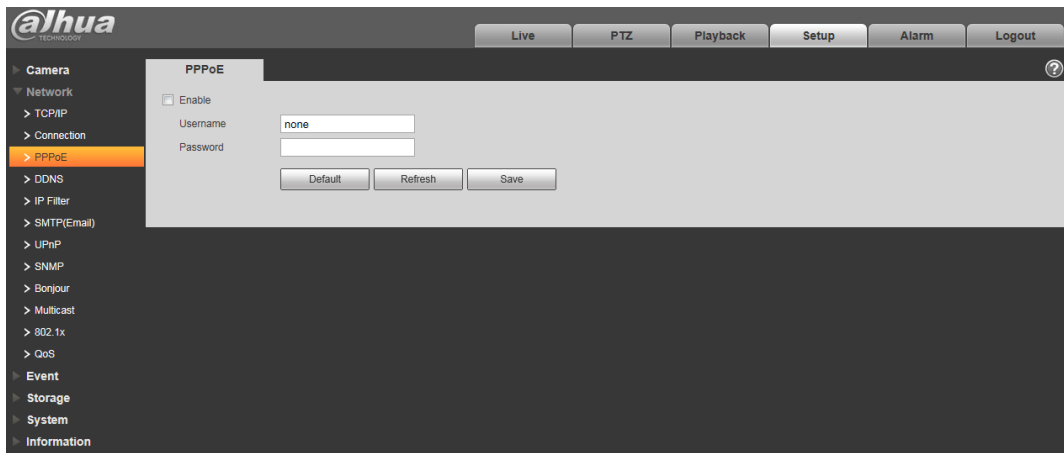 alhua
TECHNOLOGY
Live PTZ Playback Setup Alarm Logout
Camera
Network
> TCP/IP
> Connection
> PPPoE
> DDNS
> IP Filter
> SMTP(Email)
> UPnP
> SNMP
> Bonjour
> Multicast
> 802.1x
> QoS
Event
Storage
System
Information
PPPoE
?
Enable
Username none
Password
Default Refresh Save